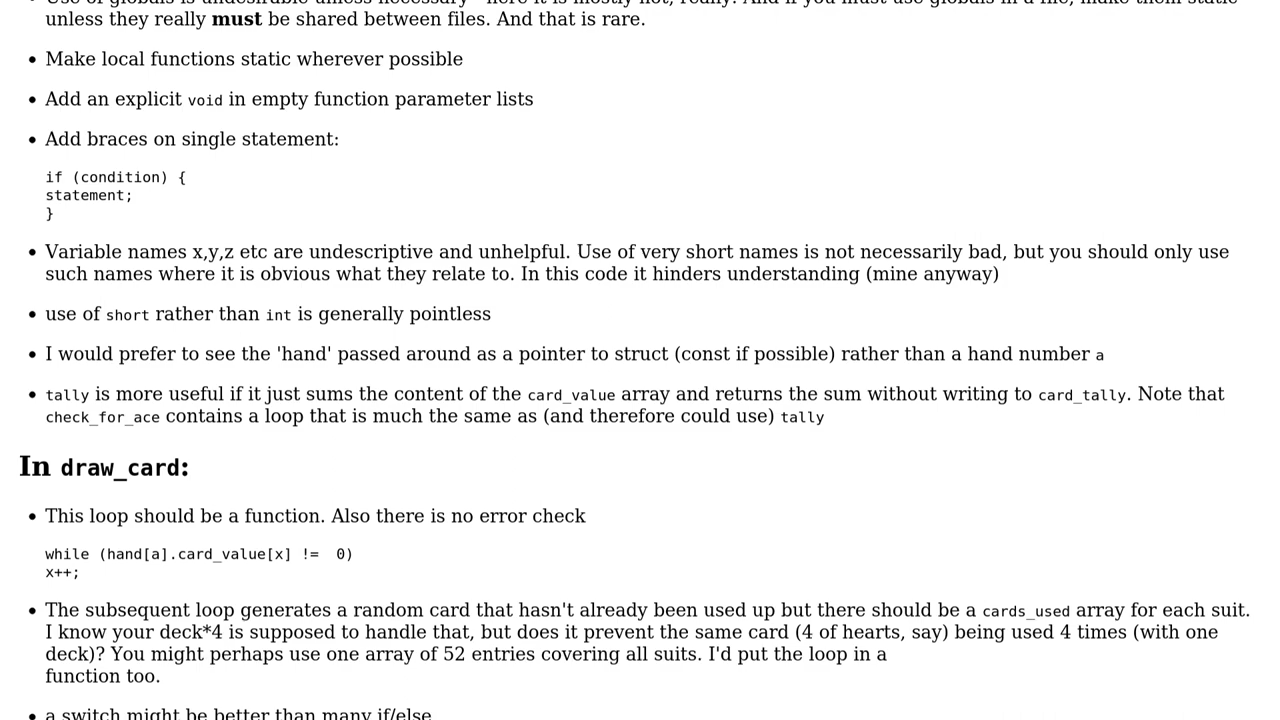 unless they really must be shared between files. And that is rare.
• Make local functions static wherever possible
• Add an explicit void in empty function parameter lists
• Add braces on single statement:
if (condition) {
statement;
}
• Variable names x,y,z etc are undescriptive and unhelpful. Use of very short names is not necessarily bad, but you should only use
such names where it is obvious what they relate to. In this code it hinders understanding (mine anyway)
• use of short rather than int is generally pointless
• I would prefer to see the 'hand' passed around as a pointer to struct (const if possible) rather than a hand number a
• tally is more useful if it just sums the content of the card_value array and returns the sum without writing to card_tally. Note that
check_for_ace contains a loop that is much the same as (and therefore could use) tally
In draw_card:
• This loop should be a function. Also there is no error check
while (hand[a].card_value[x] !=  0)
x++;
• The subsequent loop generates a random card that hasn't already been used up but there should be a cards_used array for each suit.
I know your deck*4 is supposed to handle that, but does it prevent the same card (4 of hearts, say) being used 4 times (with one
deck)? You might perhaps use one array of 52 entries covering all suits. I'd put the loop in a
function too.
• a switch might be better than many if/else